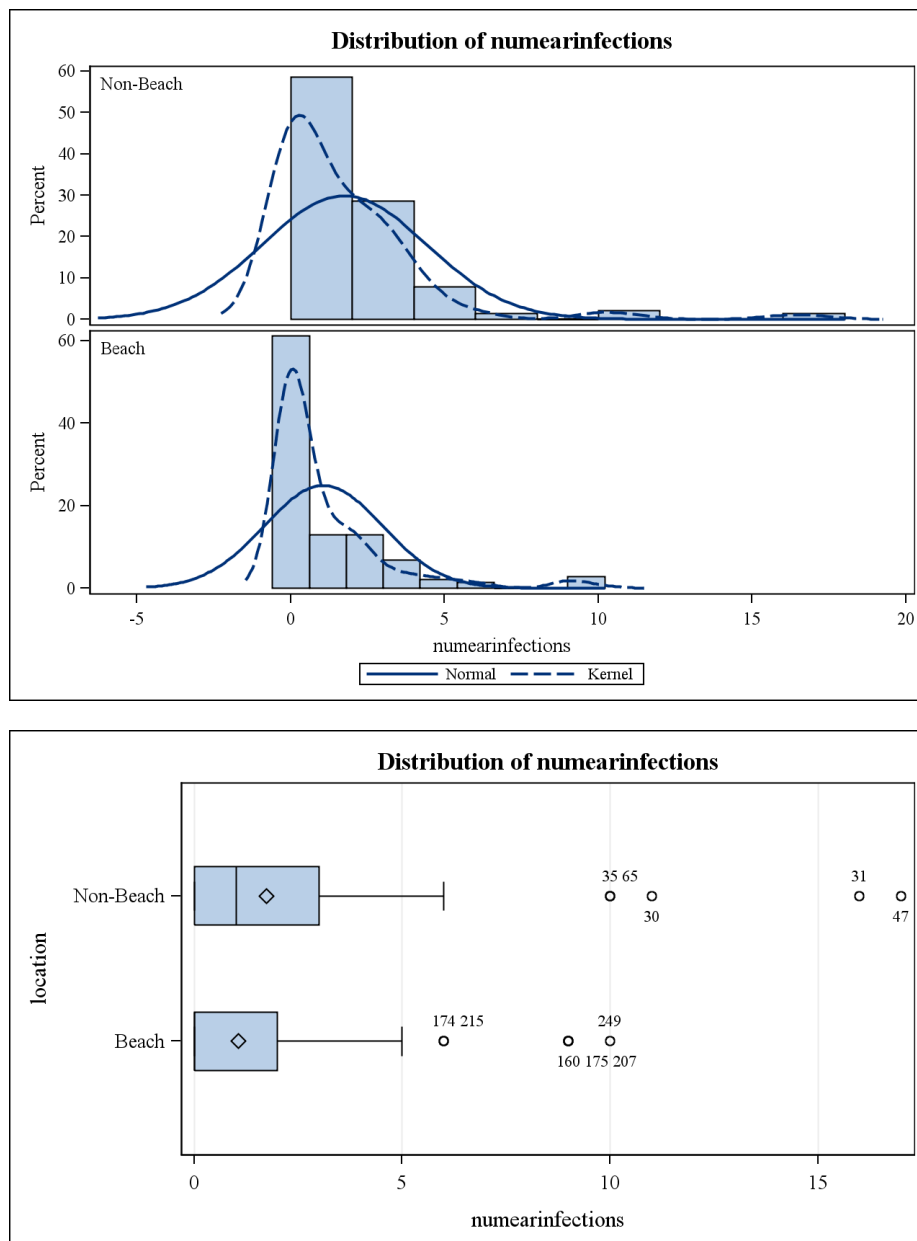 Distribution of numearinfections
60
Non-Beach
50
40
30
20
10
0
Percent
60
Beach
40
20
0
Percent
-5 0 5 10 15 20
numearinfections
Normal Kernel
Distribution of numearinfections
35 65 31
Non-Beach
30 47
location
174 215 249
Beach
160 175 207
0 5 10 15
numearinfections